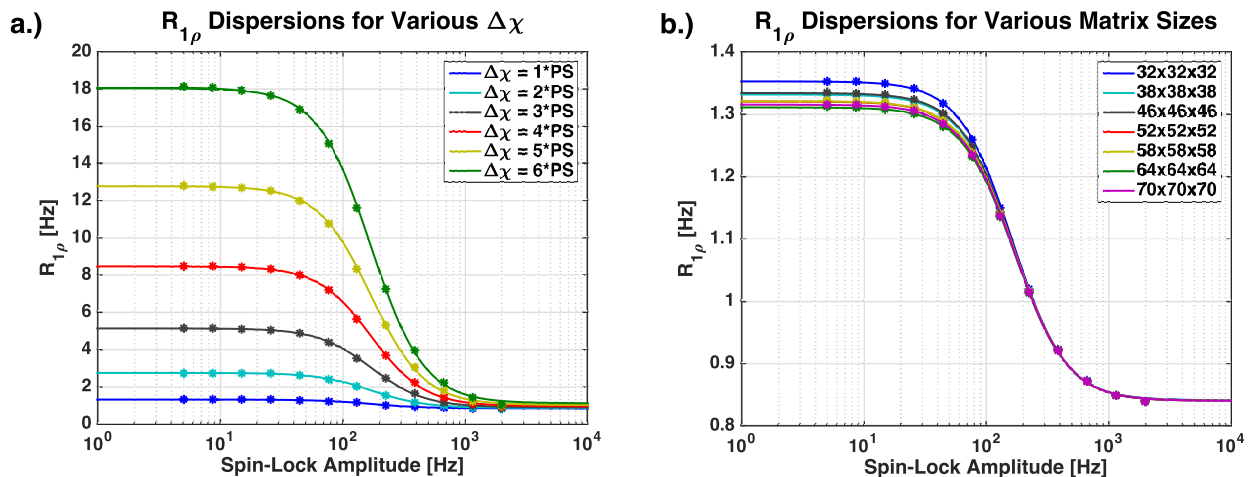 a.)
R1ρ Dispersions for Various Δχ
20
18
16
14
12
10
8
6
4
2
0
R1ρ [Hz]
10^0
10^1
10^2
10^3
10^4
Spin-Lock Amplitude [Hz]
Δχ = 1*PS
Δχ = 2*PS
Δχ = 3*PS
Δχ = 4*PS
Δχ = 5*PS
Δχ = 6*PS
b.)
R1ρ Dispersions for Various Matrix Sizes
1.4
1.3
1.2
1.1
1
0.9
0.8
R1ρ [Hz]
10^0
10^1
10^2
10^3
10^4
Spin-Lock Amplitude [Hz]
32x32x32
38x38x38
46x46x46
52x52x52
58x58x58
64x64x64
70x70x70